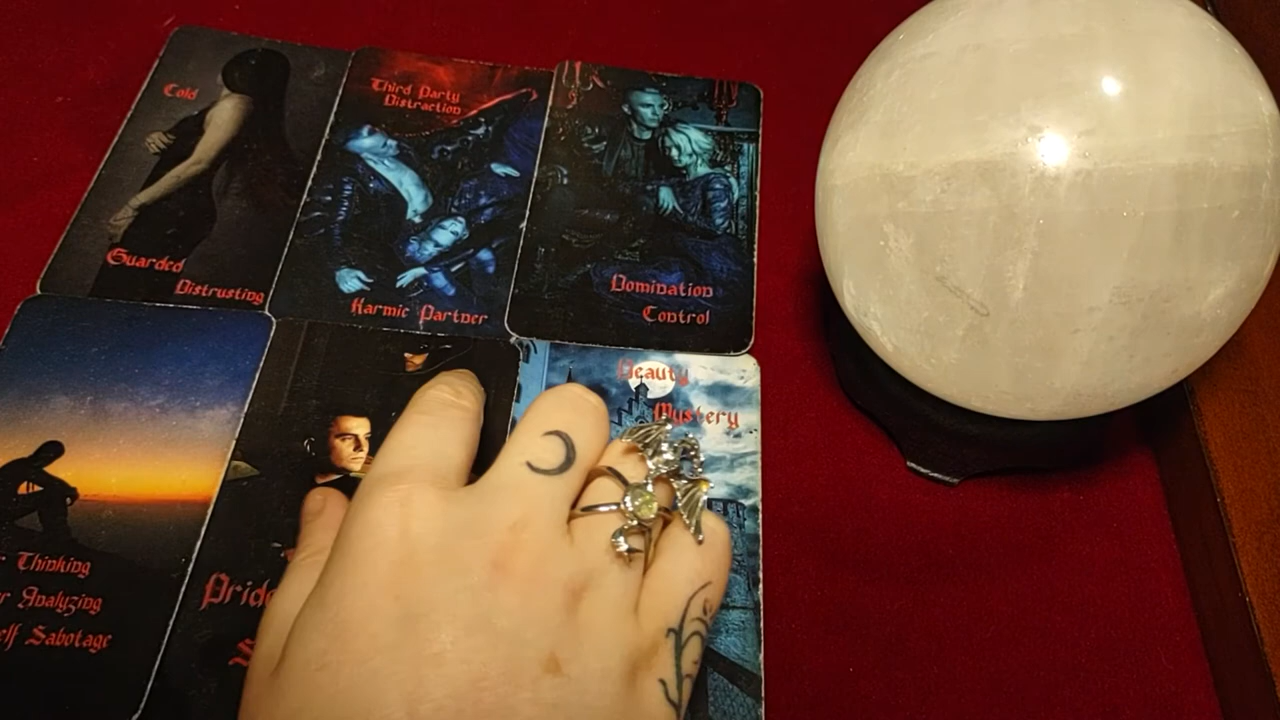 Cold
Guarded
Distrusting
Third Party
Distraction
Karmic Partner
Domination
Control
Thinking
Analyzing
Sabotage
Beauty
Mystery